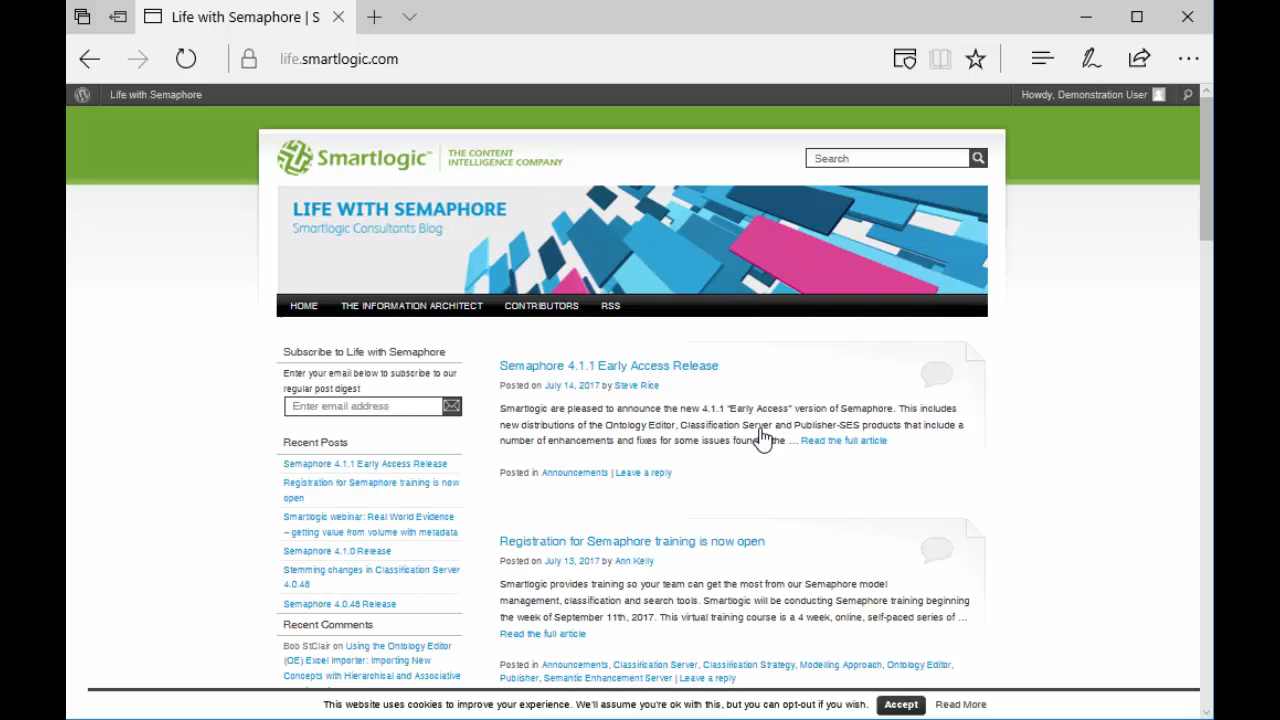 Life with Semaphore | S
life.smartlogic.com
Life with Semaphore
Howdy, Demonstration User
Smartlogic™
THE CONTENT
INTELLIGENCE COMPANY
Search
LIFE WITH SEMAPHORE
Smartlogic Consultants Blog
HOME THE INFORMATION ARCHITECT CONTRIBUTORS RSS
Subscribe to Life with Semaphore
Enter your email below to subscribe to our
regular post digest
Enter email address
Recent Posts
Semaphore 4.1.1 Early Access Release
Registration for Semaphore training is now
open
Smartlogic webinar: Real World Evidence
– getting value from volume with metadata
Semaphore 4.1.0 Release
Stemming changes in Classification Server
4.0.48
Semaphore 4.0.48 Release
Recent Comments
Bob StClair on Using the Ontology Editor
(OE) Excel Importer: Importing New
Concepts with Hierarchical and Associative
Semaphore 4.1.1 Early Access Release
Posted on July 14, 2017 by Steve Rice
Smartlogic are pleased to announce the new 4.1.1 "Early Access" version of Semaphore. This includes
new distributions of the Ontology Editor, Classification Server and Publisher-SES products that include a
number of enhancements and fixes for some issues found the … Read the full article
Posted in Announcements | Leave a reply
Registration for Semaphore training is now open
Posted on July 13, 2017 by Ann Kelly
Smartlogic provides training so your team can get the most from our Semaphore model
management, classification and search tools. Smartlogic will be conducting Semaphore training beginning
the week of September 11th, 2017. This virtual training course is a 4 week, online, self-paced series of …
Read the full article
Posted in Announcements, Classification Server, Classification Strategy, Modelling Approach, Ontology Editor,
Publisher, Semantic Enhancement Server | Leave a reply
This website uses cookies to improve your experience. We'll assume you're ok with this, but you can opt-out if you wish. Accept Read More